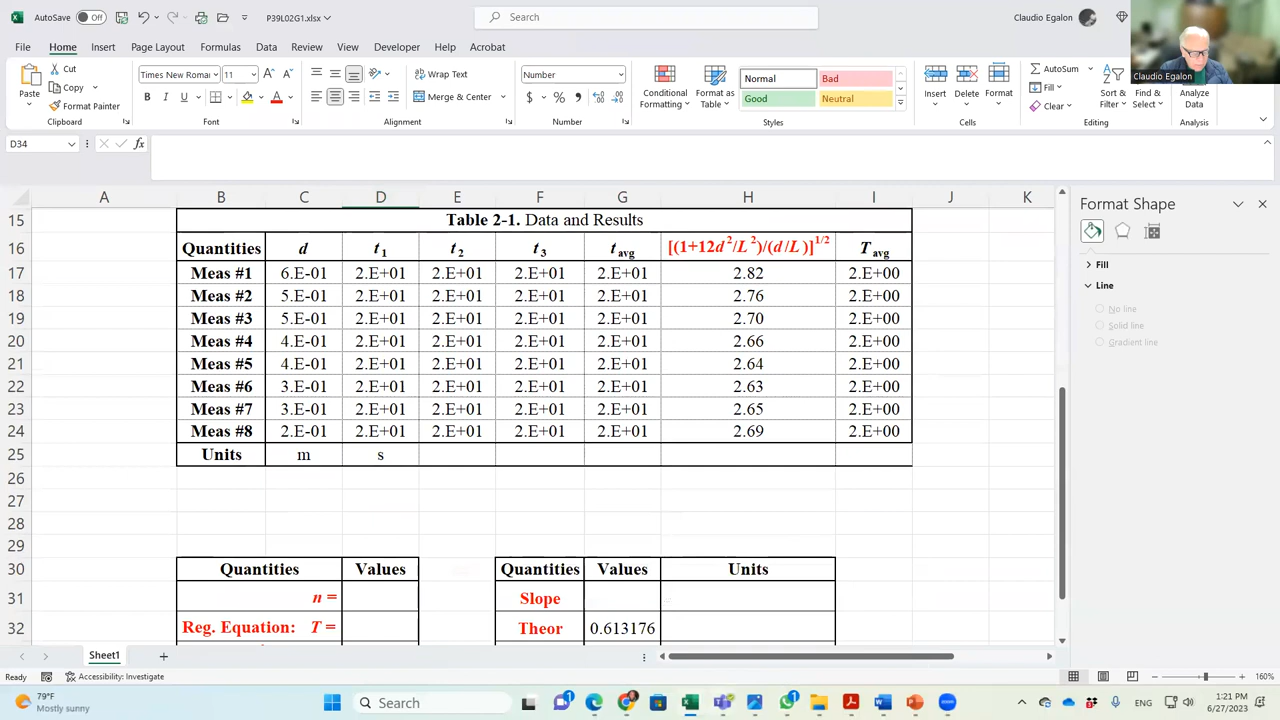 AutoSave Off P39L02G1.xlsx Search Claudio Egalon
File Home Insert Page Layout Formulas Data Review View Developer Help Acrobat
Claudio Egalon
Paste Cut Copy Format Painter Clipboard
Times New Roma 11 B I U Font
Wrap Text Merge & Center Alignment
Number $ % Number
Conditional Formatting Format as Table Normal Bad Good Neutral Styles
Insert Delete Format Cells
AutoSum Fill Clear Sort & Filter Find & Select Editing
Analyze Data Analysis
D34 fx
A B C D E F G H I J K
15 Table 2-1. Data and Results
16 Quantities d t1 t2 t3 tavg [(1+12d²/L²)/(d/L)]^1/2 Tavg
17 Meas #1 6.E-01 2.E+01 2.E+01 2.E+01 2.E+01 2.82 2.E+00
18 Meas #2 5.E-01 2.E+01 2.E+01 2.E+01 2.E+01 2.76 2.E+00
19 Meas #3 5.E-01 2.E+01 2.E+01 2.E+01 2.E+01 2.70 2.E+00
20 Meas #4 4.E-01 2.E+01 2.E+01 2.E+01 2.E+01 2.66 2.E+00
21 Meas #5 4.E-01 2.E+01 2.E+01 2.E+01 2.E+01 2.64 2.E+00
22 Meas #6 3.E-01 2.E+01 2.E+01 2.E+01 2.E+01 2.63 2.E+00
23 Meas #7 3.E-01 2.E+01 2.E+01 2.E+01 2.E+01 2.65 2.E+00
24 Meas #8 2.E-01 2.E+01 2.E+01 2.E+01 2.E+01 2.69 2.E+00
25 Units m s
26
27
28
29
30 Quantities Values Quantities Values Units
31 n = Slope
32 Reg. Equation: T = Theor 0.613176
Format Shape
Fill
Line
No line
Solid line
Gradient line
Sheet1
Ready Accessibility: Investigate 160%
79°F
Mostly sunny
Search
ENG
1:21 PM
6/27/2023